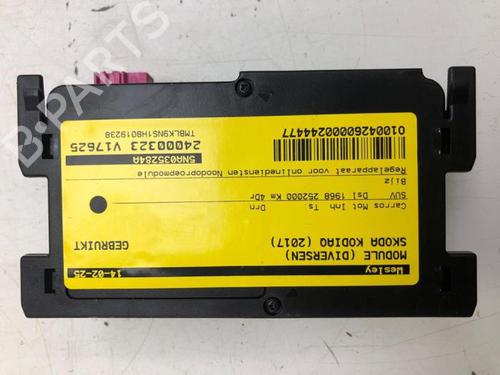 Wesley 14-02-25
MODULE (DIVERSEN)
SKODA KODIAQ (2017) GEBRUIKT
Carros Mot Inh Ts Drn
SUV Dsl 1968 252000 Km 4Dr
Bijz
Regelapparaat voor onlinediensten Noodoproepmodule
5NA035284A TMBLK9NS1H8019238
0100426000244477 24000323 V17625
B-PARTS